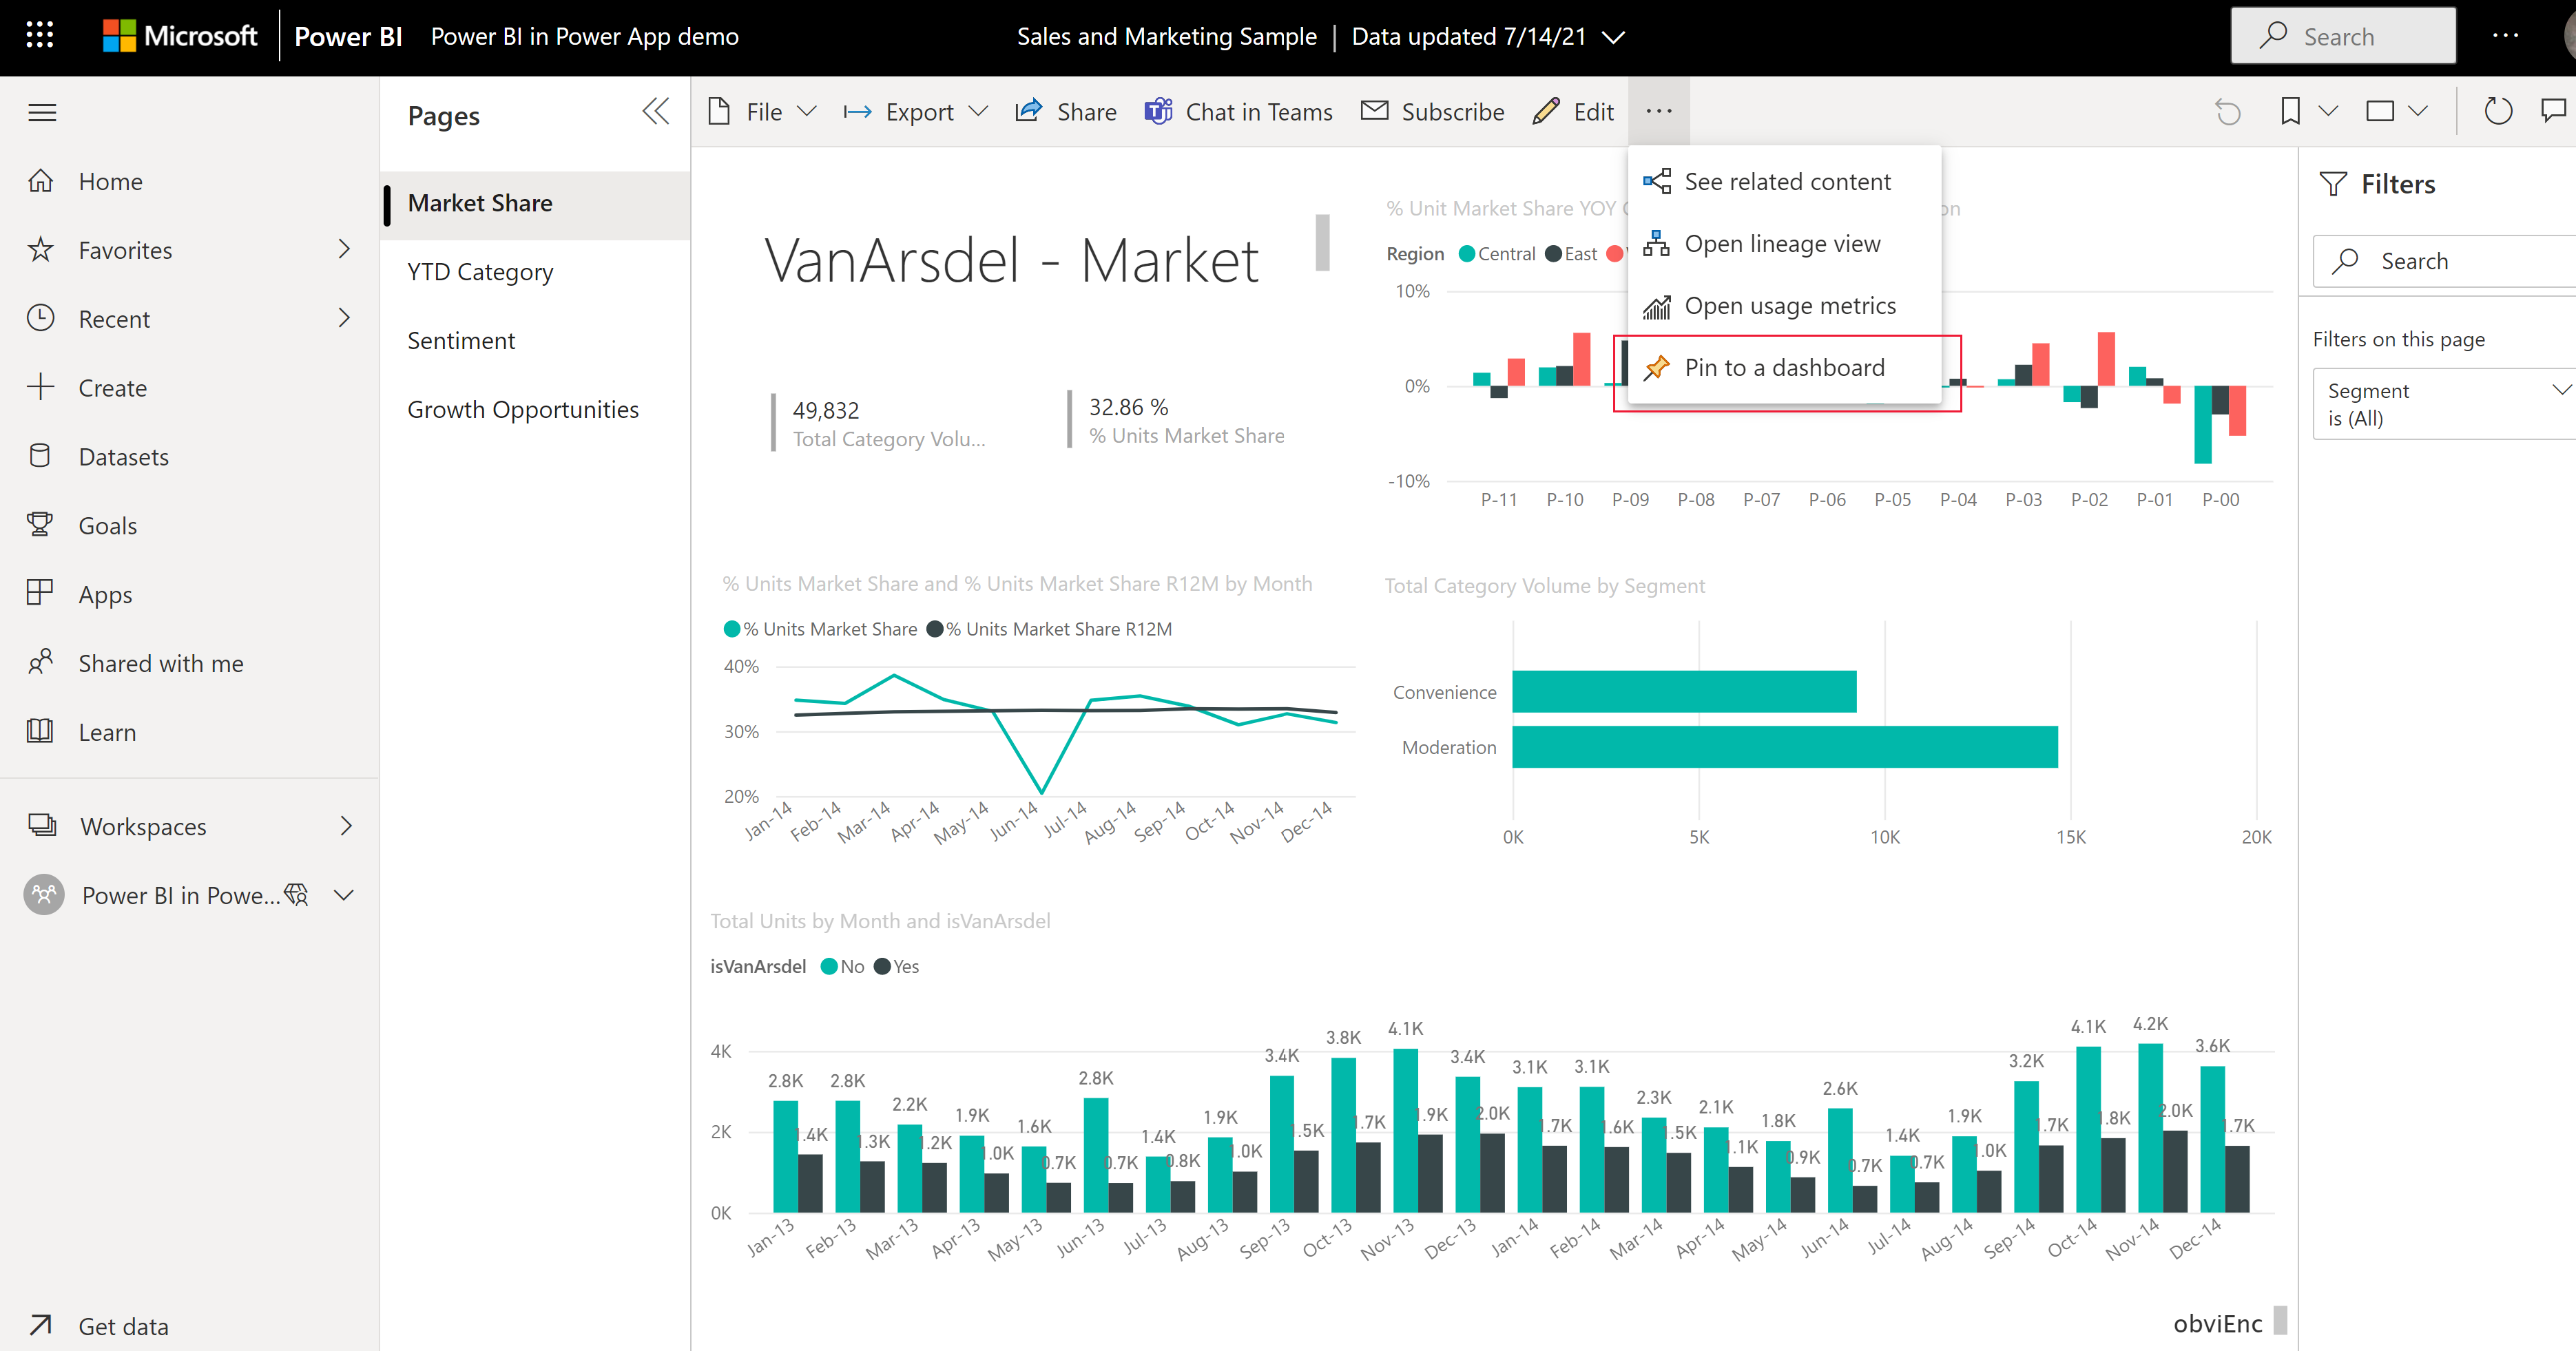 Microsoft Power BI Power BI in Power App demo
Sales and Marketing Sample | Data updated 7/14/21
Search
Home
Favorites
Recent
Create
Datasets
Goals
Apps
Shared with me
Learn
Workspaces
Power BI in Powe...
Get data
Pages
Market Share
YTD Category
Sentiment
Growth Opportunities
File Export Share Chat in Teams Subscribe Edit ...
See related content
Open lineage view
Open usage metrics
Pin to a dashboard
VanArsdel - Market
49,832
Total Category Volu...
32.86 %
% Units Market Share
% Unit Market Share YOY
Region Central East
10%
0%
-10%
P-11 P-10 P-09 P-08 P-07 P-06 P-05 P-04 P-03 P-02 P-01 P-00
% Units Market Share and % Units Market Share R12M by Month
% Units Market Share % Units Market Share R12M
40%
30%
20%
Jan-14 Feb-14 Mar-14 Apr-14 May-14 Jun-14 Jul-14 Aug-14 Sep-14 Oct-14 Nov-14 Dec-14
Total Category Volume by Segment
Convenience
Moderation
0K 5K 10K 15K 20K
Total Units by Month and isVanArsdel
isVanArsdel No Yes
4K
2K
0K
2.8K 2.8K 2.2K 1.9K 1.6K 2.8K 1.4K 1.9K 3.4K 3.8K 4.1K 3.4K 3.1K 3.1K 2.3K 2.1K 1.8K 2.6K 1.4K 1.9K 3.2K 4.1K 4.2K 3.6K
1.4K 1.3K 1.2K 1.0K 0.7K 0.7K 0.8K 1.0K 1.5K 1.7K 1.9K 2.0K 1.7K 1.6K 1.5K 1.1K 0.9K 0.7K 0.7K 1.0K 1.7K 1.8K 2.0K 1.7K
Jan-13 Feb-13 Mar-13 Apr-13 May-13 Jun-13 Jul-13 Aug-13 Sep-13 Oct-13 Nov-13 Dec-13 Jan-14 Feb-14 Mar-14 Apr-14 May-14 Jun-14 Jul-14 Aug-14 Sep-14 Oct-14 Nov-14 Dec-14
obviEnc
Filters
Search
Filters on this page
Segment
is (All)